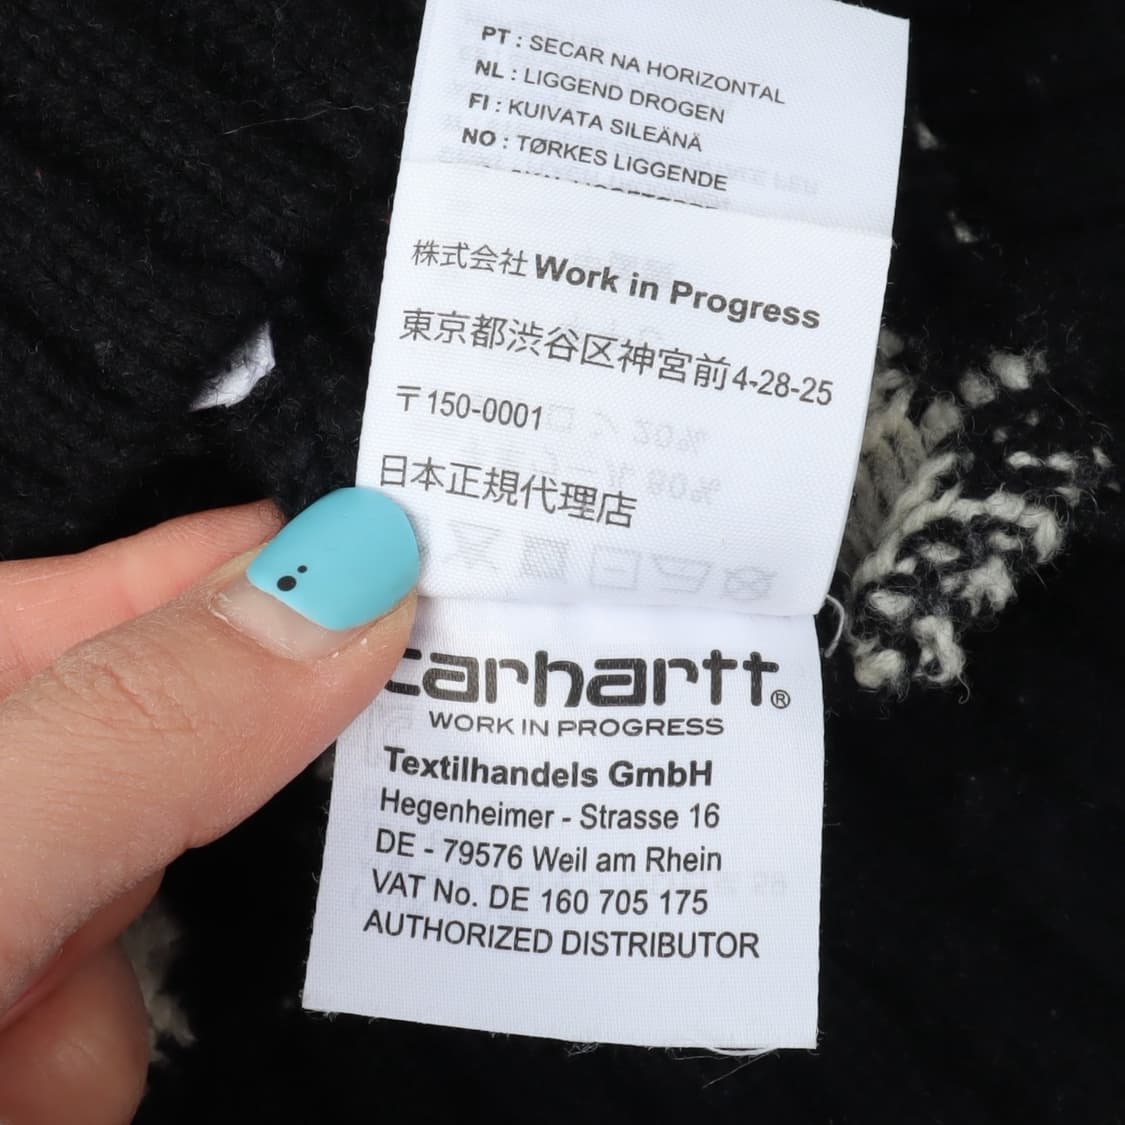 PT : SECAR NA HORIZONTAL
NL : LIGGEND DROGEN
FI : KUIVATA SILEÄNÄ
NO : TØRKES LIGGENDE
株式会社 Work in Progress
東京都渋谷区神宮前4-28-25
〒150-0001
日本正規代理店
carhartt®
WORK IN PROGRESS
Textilhandels GmbH
Hegenheimer - Strasse 16
DE - 79576 Weil am Rhein
VAT No. DE 160 705 175
AUTHORIZED DISTRIBUTOR